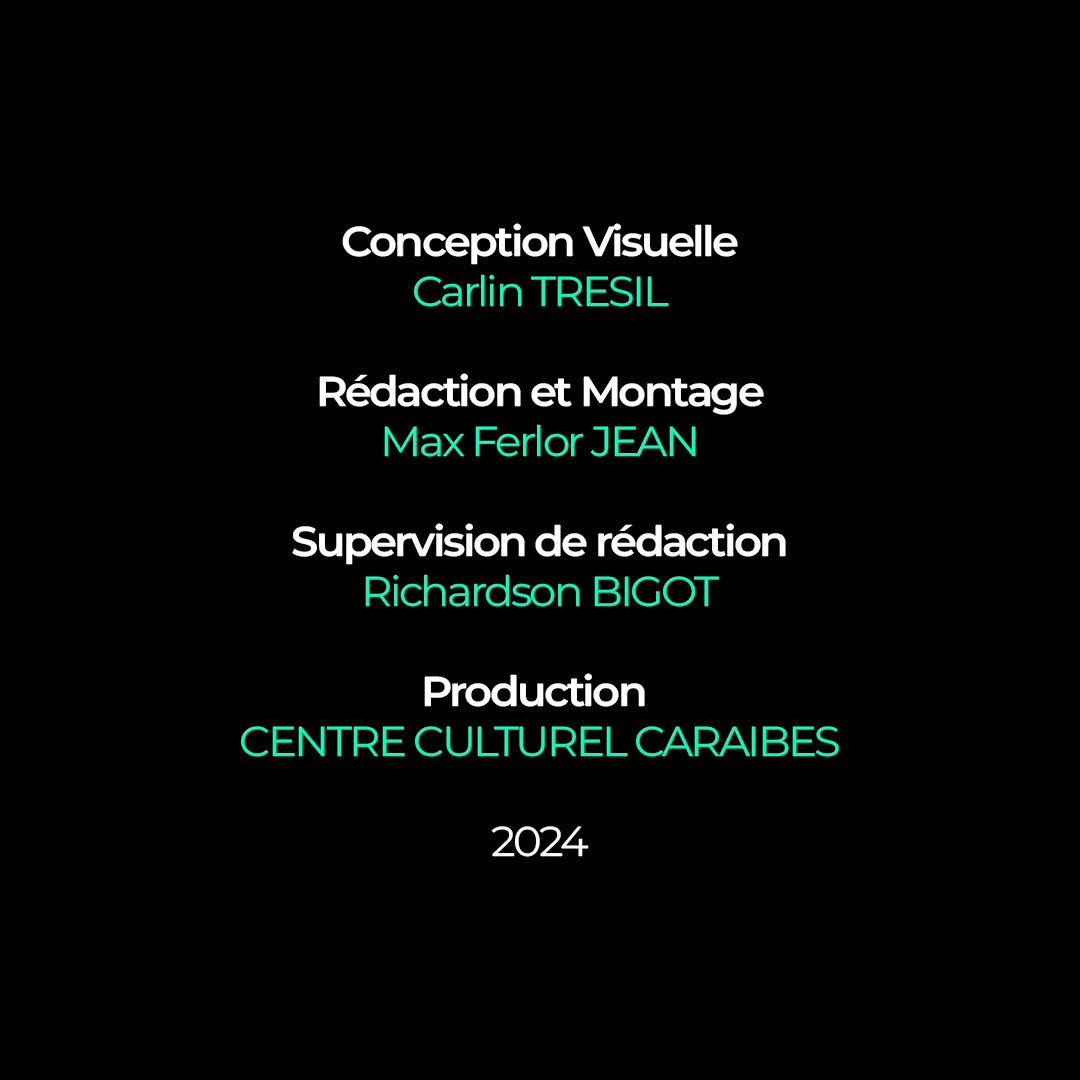 Conception Visuelle
Carlin TRESIL
Rédaction et Montage
Max Ferlor JEAN
Supervision de rédaction
Richardson BIGOT
Production
CENTRE CULTUREL CARAIBES
2024